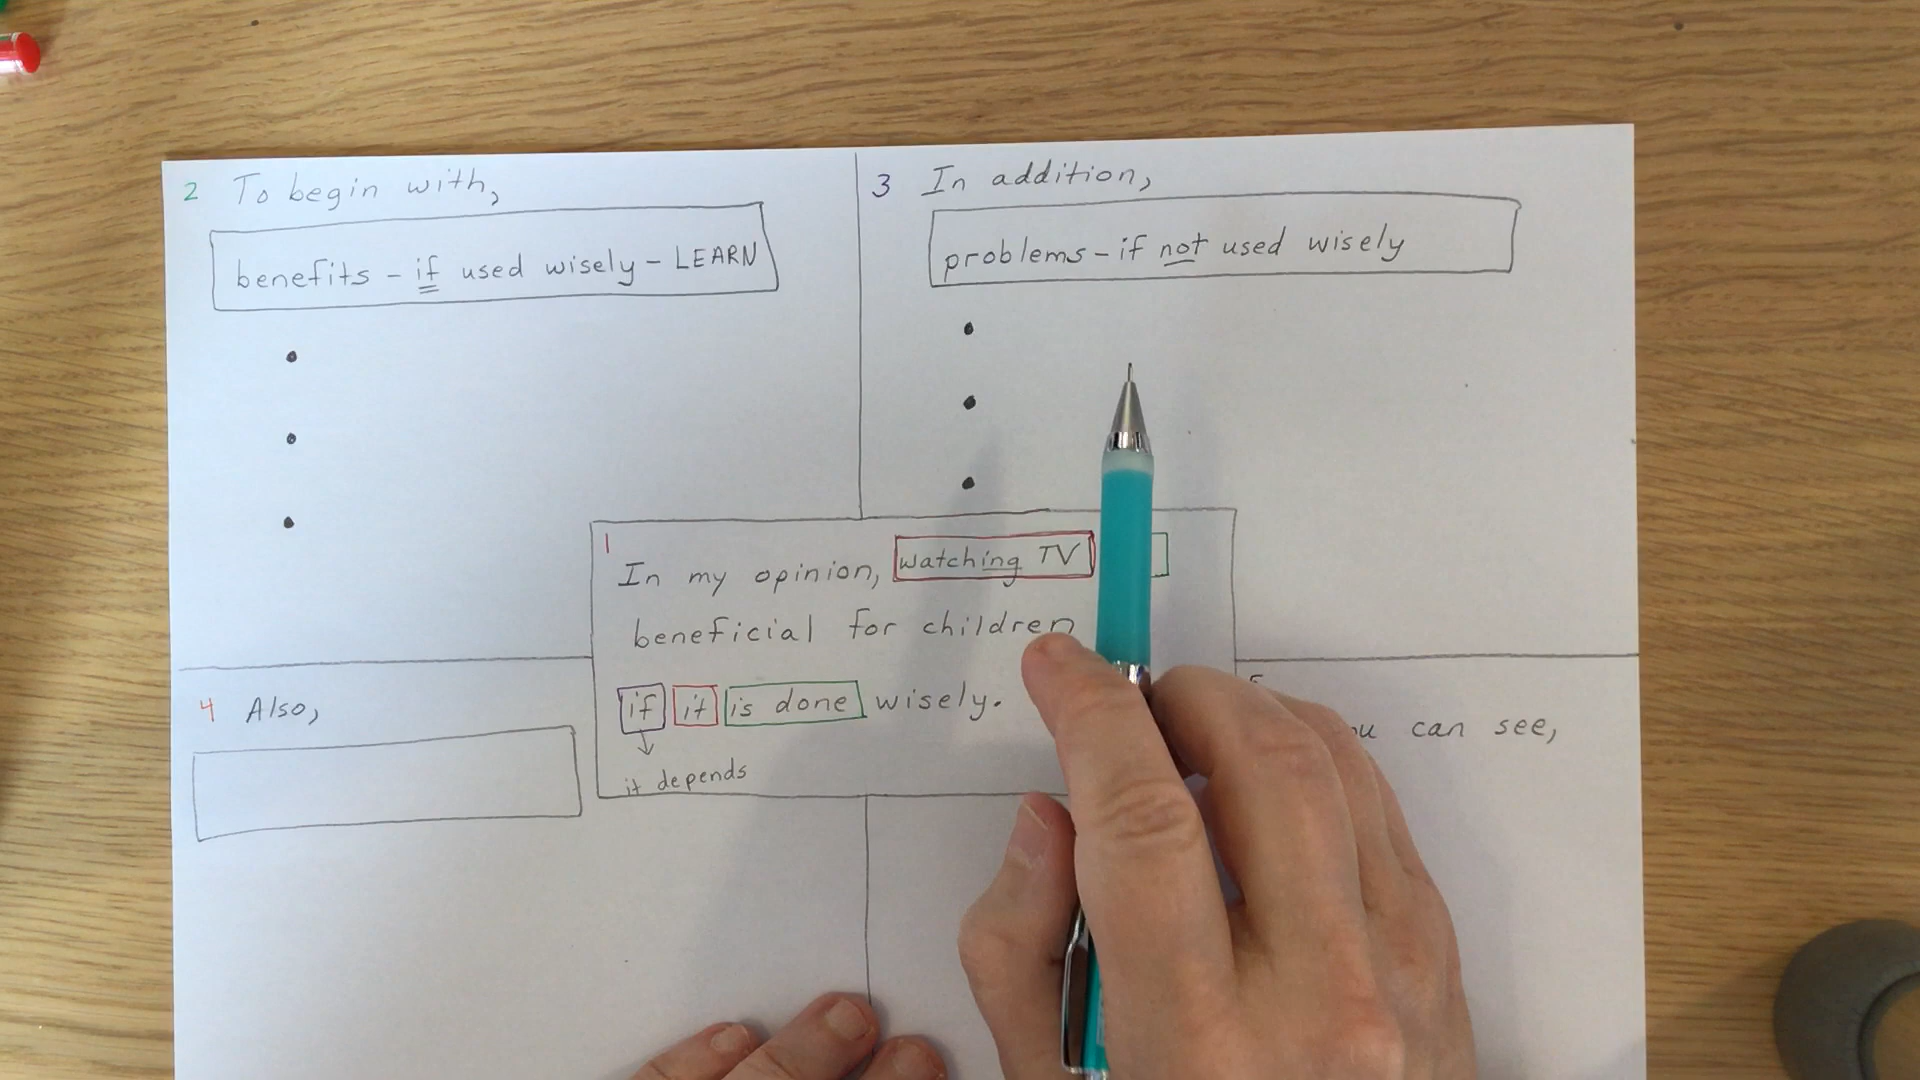 2 To begin with,
benefits - if used wisely - LEARN
3 In addition,
problems - if not used wisely
1
In my opinion, watching TV
beneficial for children
if it is done wisely.
it depends
4 Also,
can see,